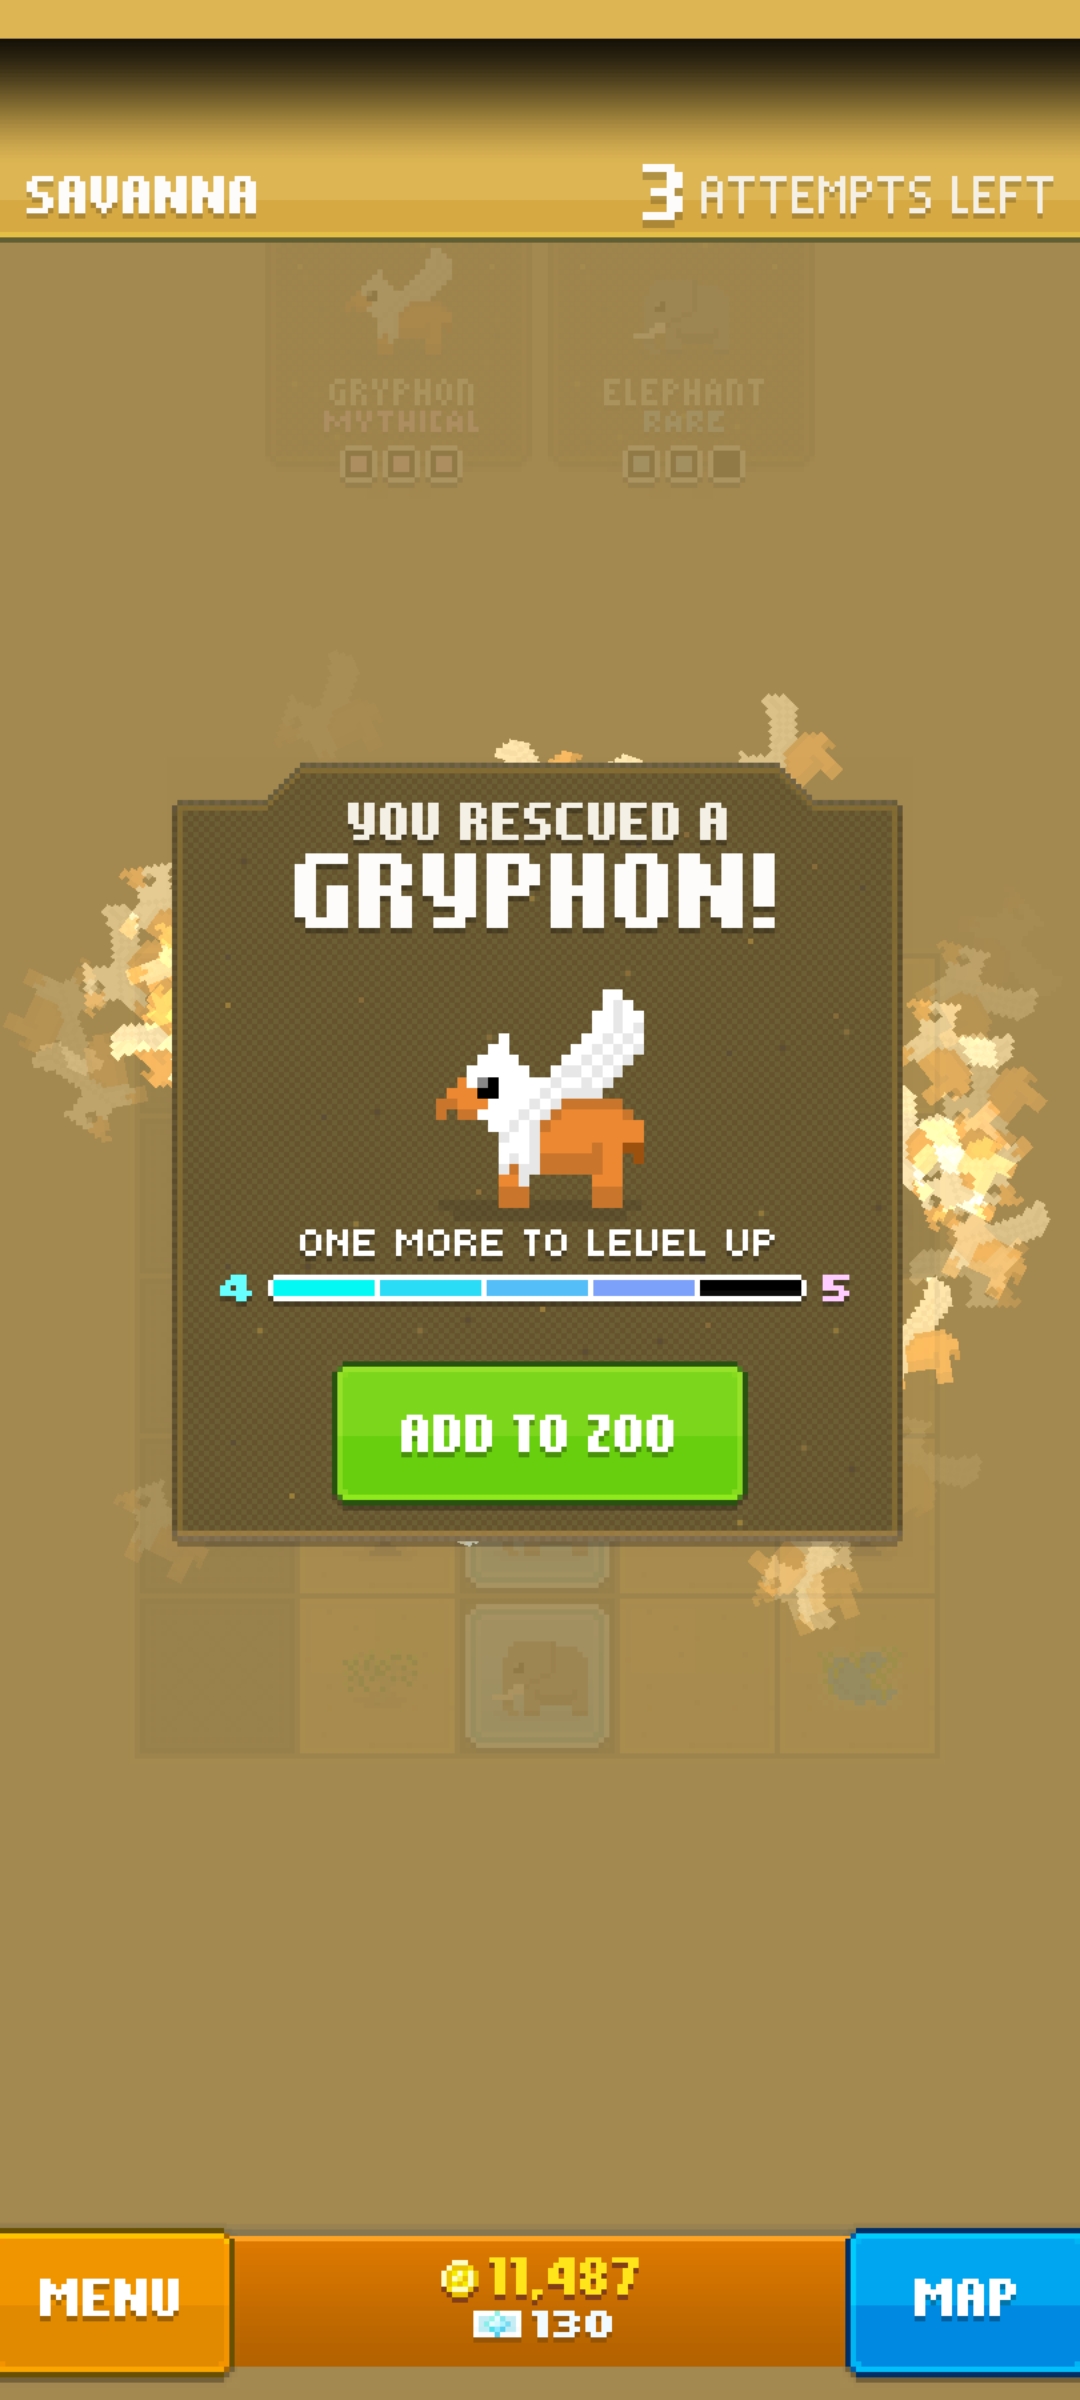 SAVANNA
3 ATTEMPTS LEFT
GRYPHON
MYTHICAL
ELEPHANT
RARE
YOU RESCUED A
GRYPHON!
ONE MORE TO LEVEL UP
4 5
ADD TO ZOO
MENU
11,487
130
MAP